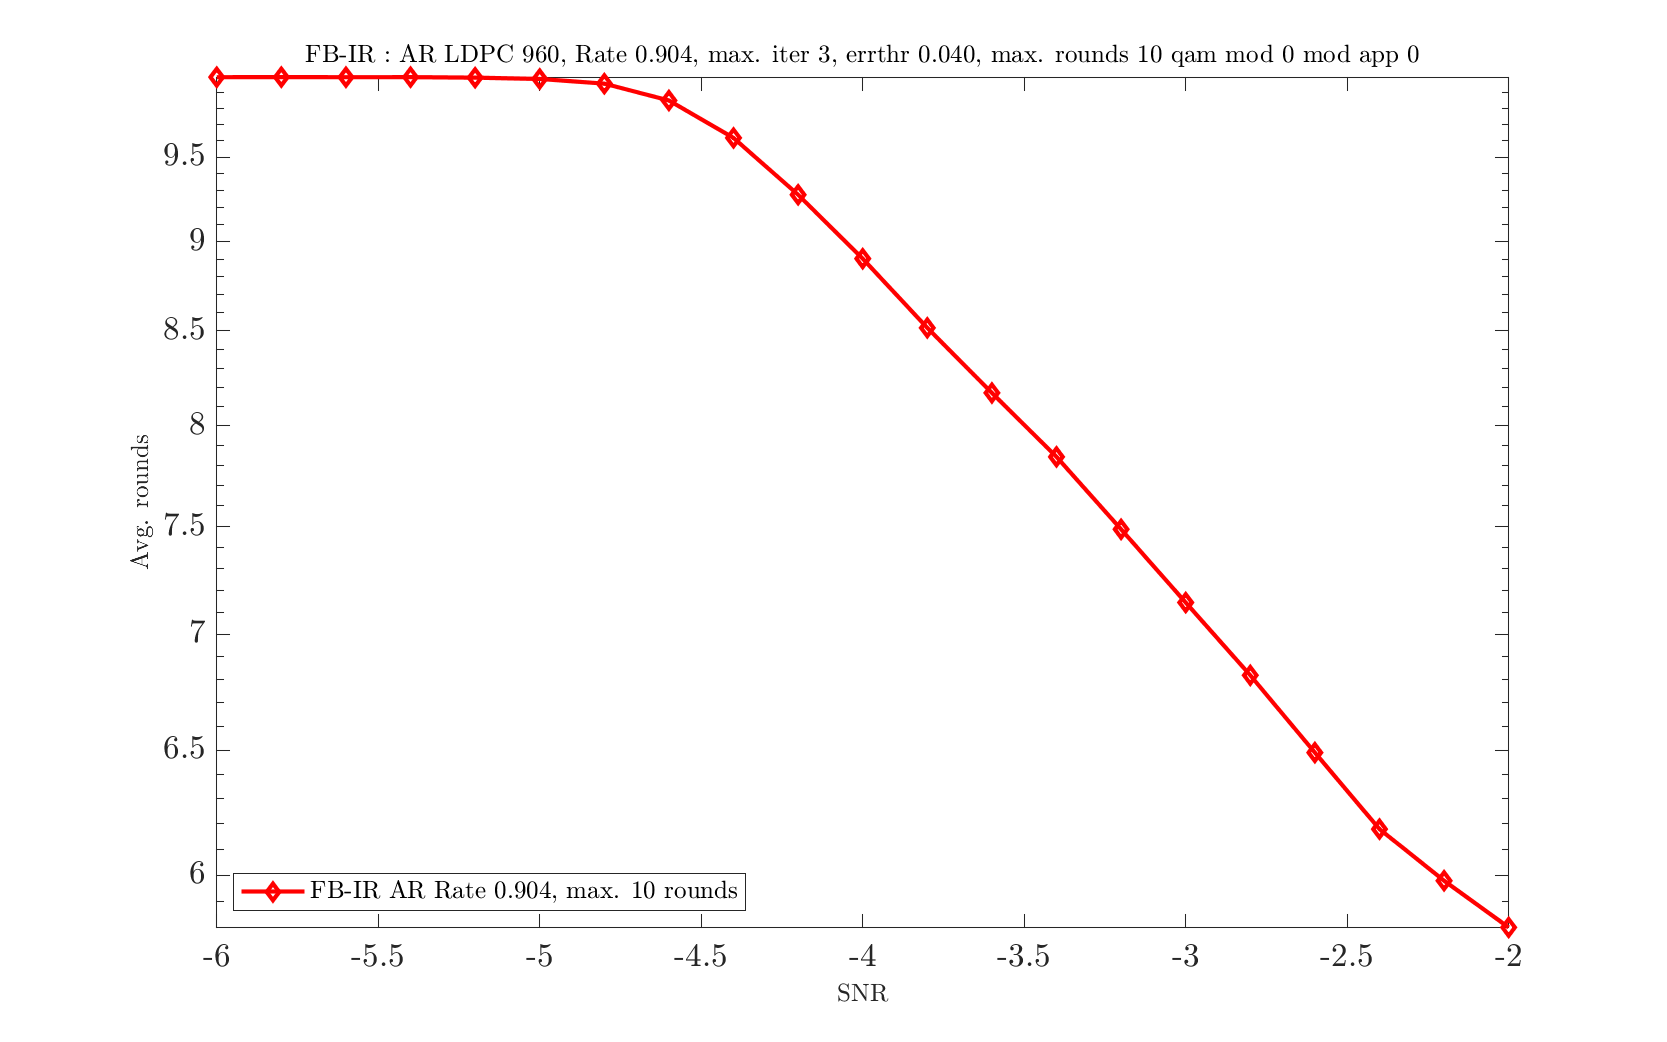 FB-IR : AR LDPC 960, Rate 0.904, max. iter 3, errthr 0.040, max. rounds 10 qam mod 0 mod app 0
9.5
9
8.5
8
7.5
7
6.5
6
Avg. rounds
FB-IR AR Rate 0.904, max. 10 rounds
-6 -5.5 -5 -4.5 -4 -3.5 -3 -2.5 -2
SNR